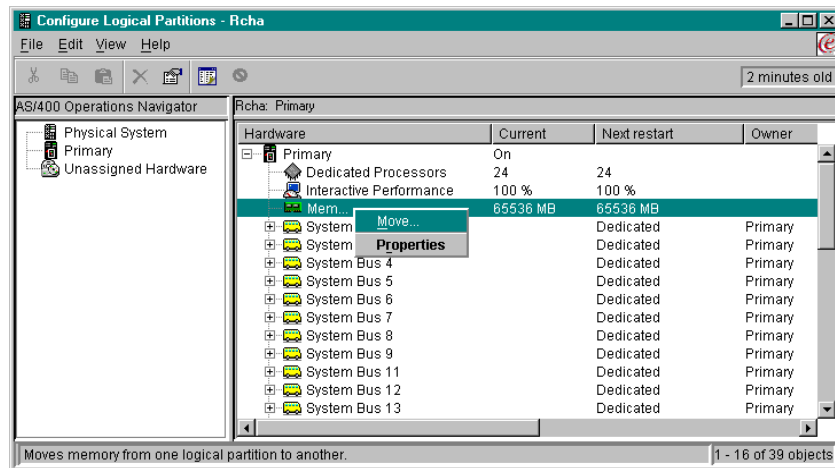 Configure Logical Partitions - Rcha
File Edit View Help
2 minutes old
AS/400 Operations Navigator
Rcha: Primary
Physical System
Primary
Unassigned Hardware
Hardware Current Next restart Owner
Primary On
Dedicated Processors 24 24
Interactive Performance 100 % 100 %
Mem... 65536 MB 65536 MB
Move...
Properties
System Dedicated Primary
System Dedicated Primary
System Bus 4 Dedicated Primary
System Bus 5 Dedicated Primary
System Bus 6 Dedicated Primary
System Bus 7 Dedicated Primary
System Bus 8 Dedicated Primary
System Bus 9 Dedicated Primary
System Bus 11 Dedicated Primary
System Bus 12 Dedicated Primary
System Bus 13 Dedicated Primary
Moves memory from one logical partition to another.
1 - 16 of 39 objects